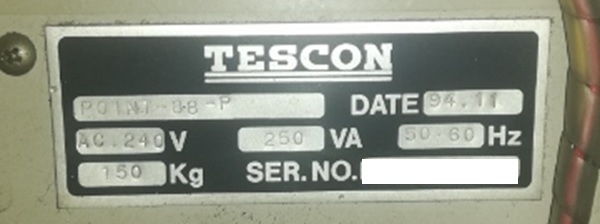 TESCON
POINT-88-P DATE 94.11
AC.240 V 250 VA 50-60 Hz
150 Kg SER.NO.